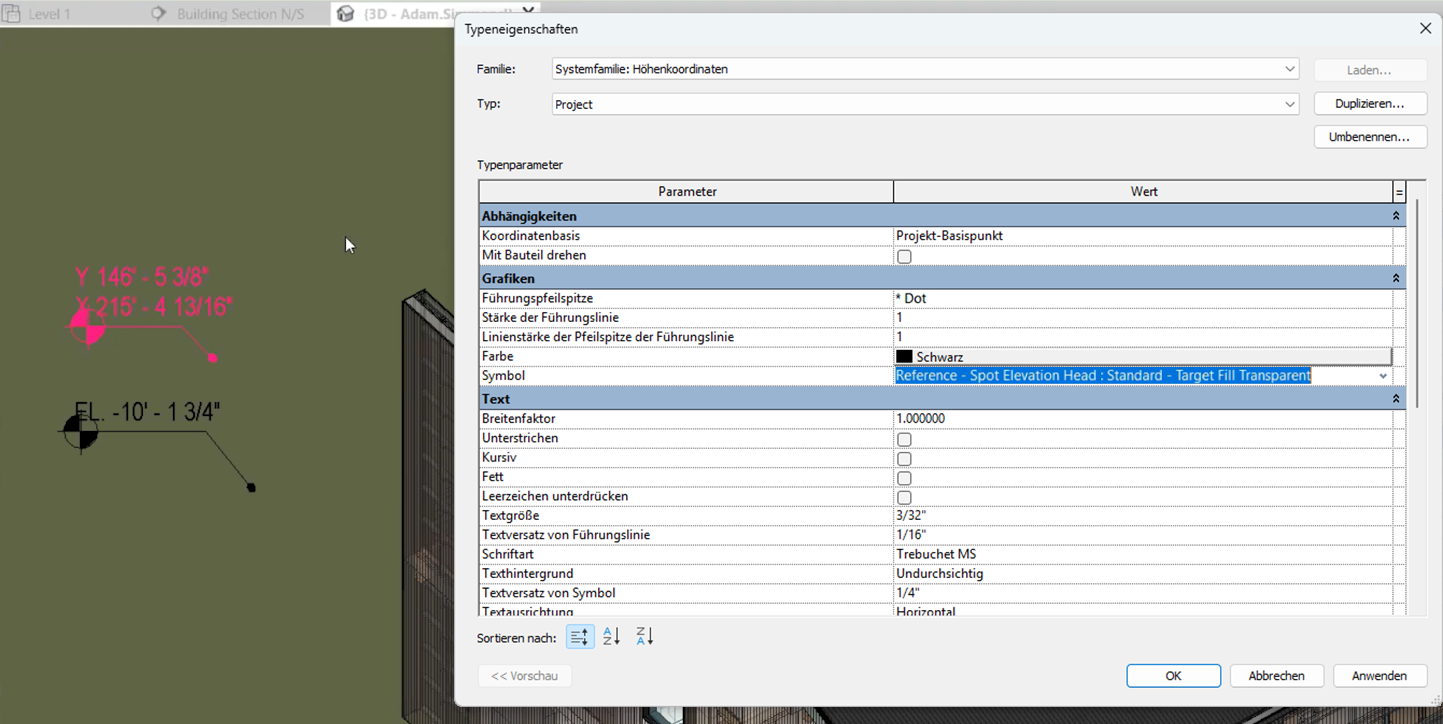 Level 1
Building Section N/S
(3D - Adam.
Typeneigenschaften
Familie:
Systemfamilie: Höhenkoordinaten
Laden...
Typ:
Project
Duplizieren...
Umbenennen...
Typenparameter
Parameter
Wert
=
Abhängigkeiten
Koordinatenbasis
Projekt-Basispunkt
Mit Bauteil drehen
Grafiken
Führungspfeilspitze
* Dot
Stärke der Führungslinie
1
Linienstärke der Pfeilspitze der Führungslinie
1
Farbe
Schwarz
Symbol
Reference - Spot Elevation Head : Standard - Target Fill Transparent
Text
Breitenfaktor
1.000000
Unterstrichen
Kursiv
Fett
Leerzeichen unterdrücken
Textgröße
3/32"
Textversatz von Führungslinie
1/16"
Schriftart
Trebuchet MS
Texthintergrund
Undurchsichtig
Textversatz von Symbol
1/4"
Textausrichtung
Horizontal
Sortieren nach:
<< Vorschau
OK
Abbrechen
Anwenden
Y 146' - 5 3/8"
X 215' - 4 13/16"
EL. -10' - 1 3/4"